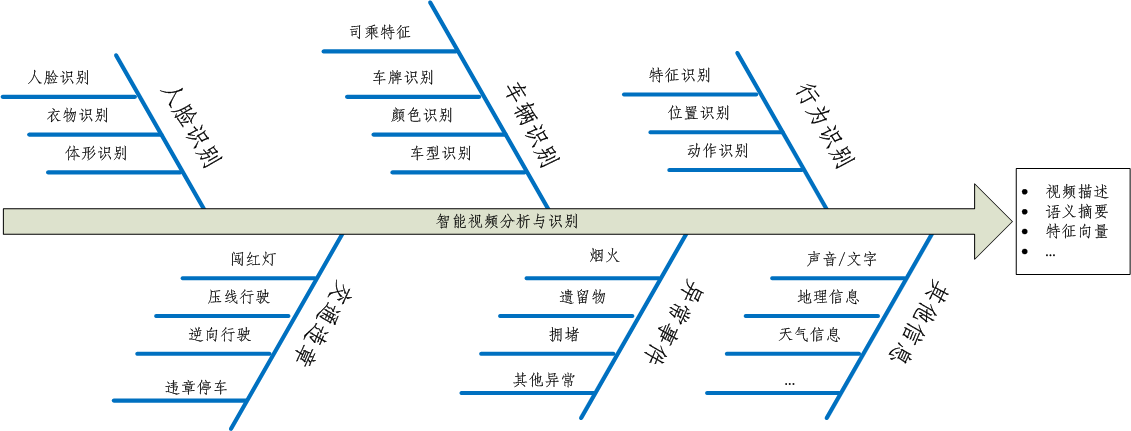 人脸识别
衣物识别
体形识别
人脸识别
司乘特征
车牌识别
颜色识别
车型识别
车辆识别
特征识别
位置识别
动作识别
行为识别
智能视频分析与识别
闯红灯
压线行驶
逆向行驶
违章停车
交通违章
烟火
遗留物
拥堵
其他异常
异常事件
声音/文字
地理信息
天气信息
...
其他信息
• 视频描述
• 语义摘要
• 特征向量
• ...